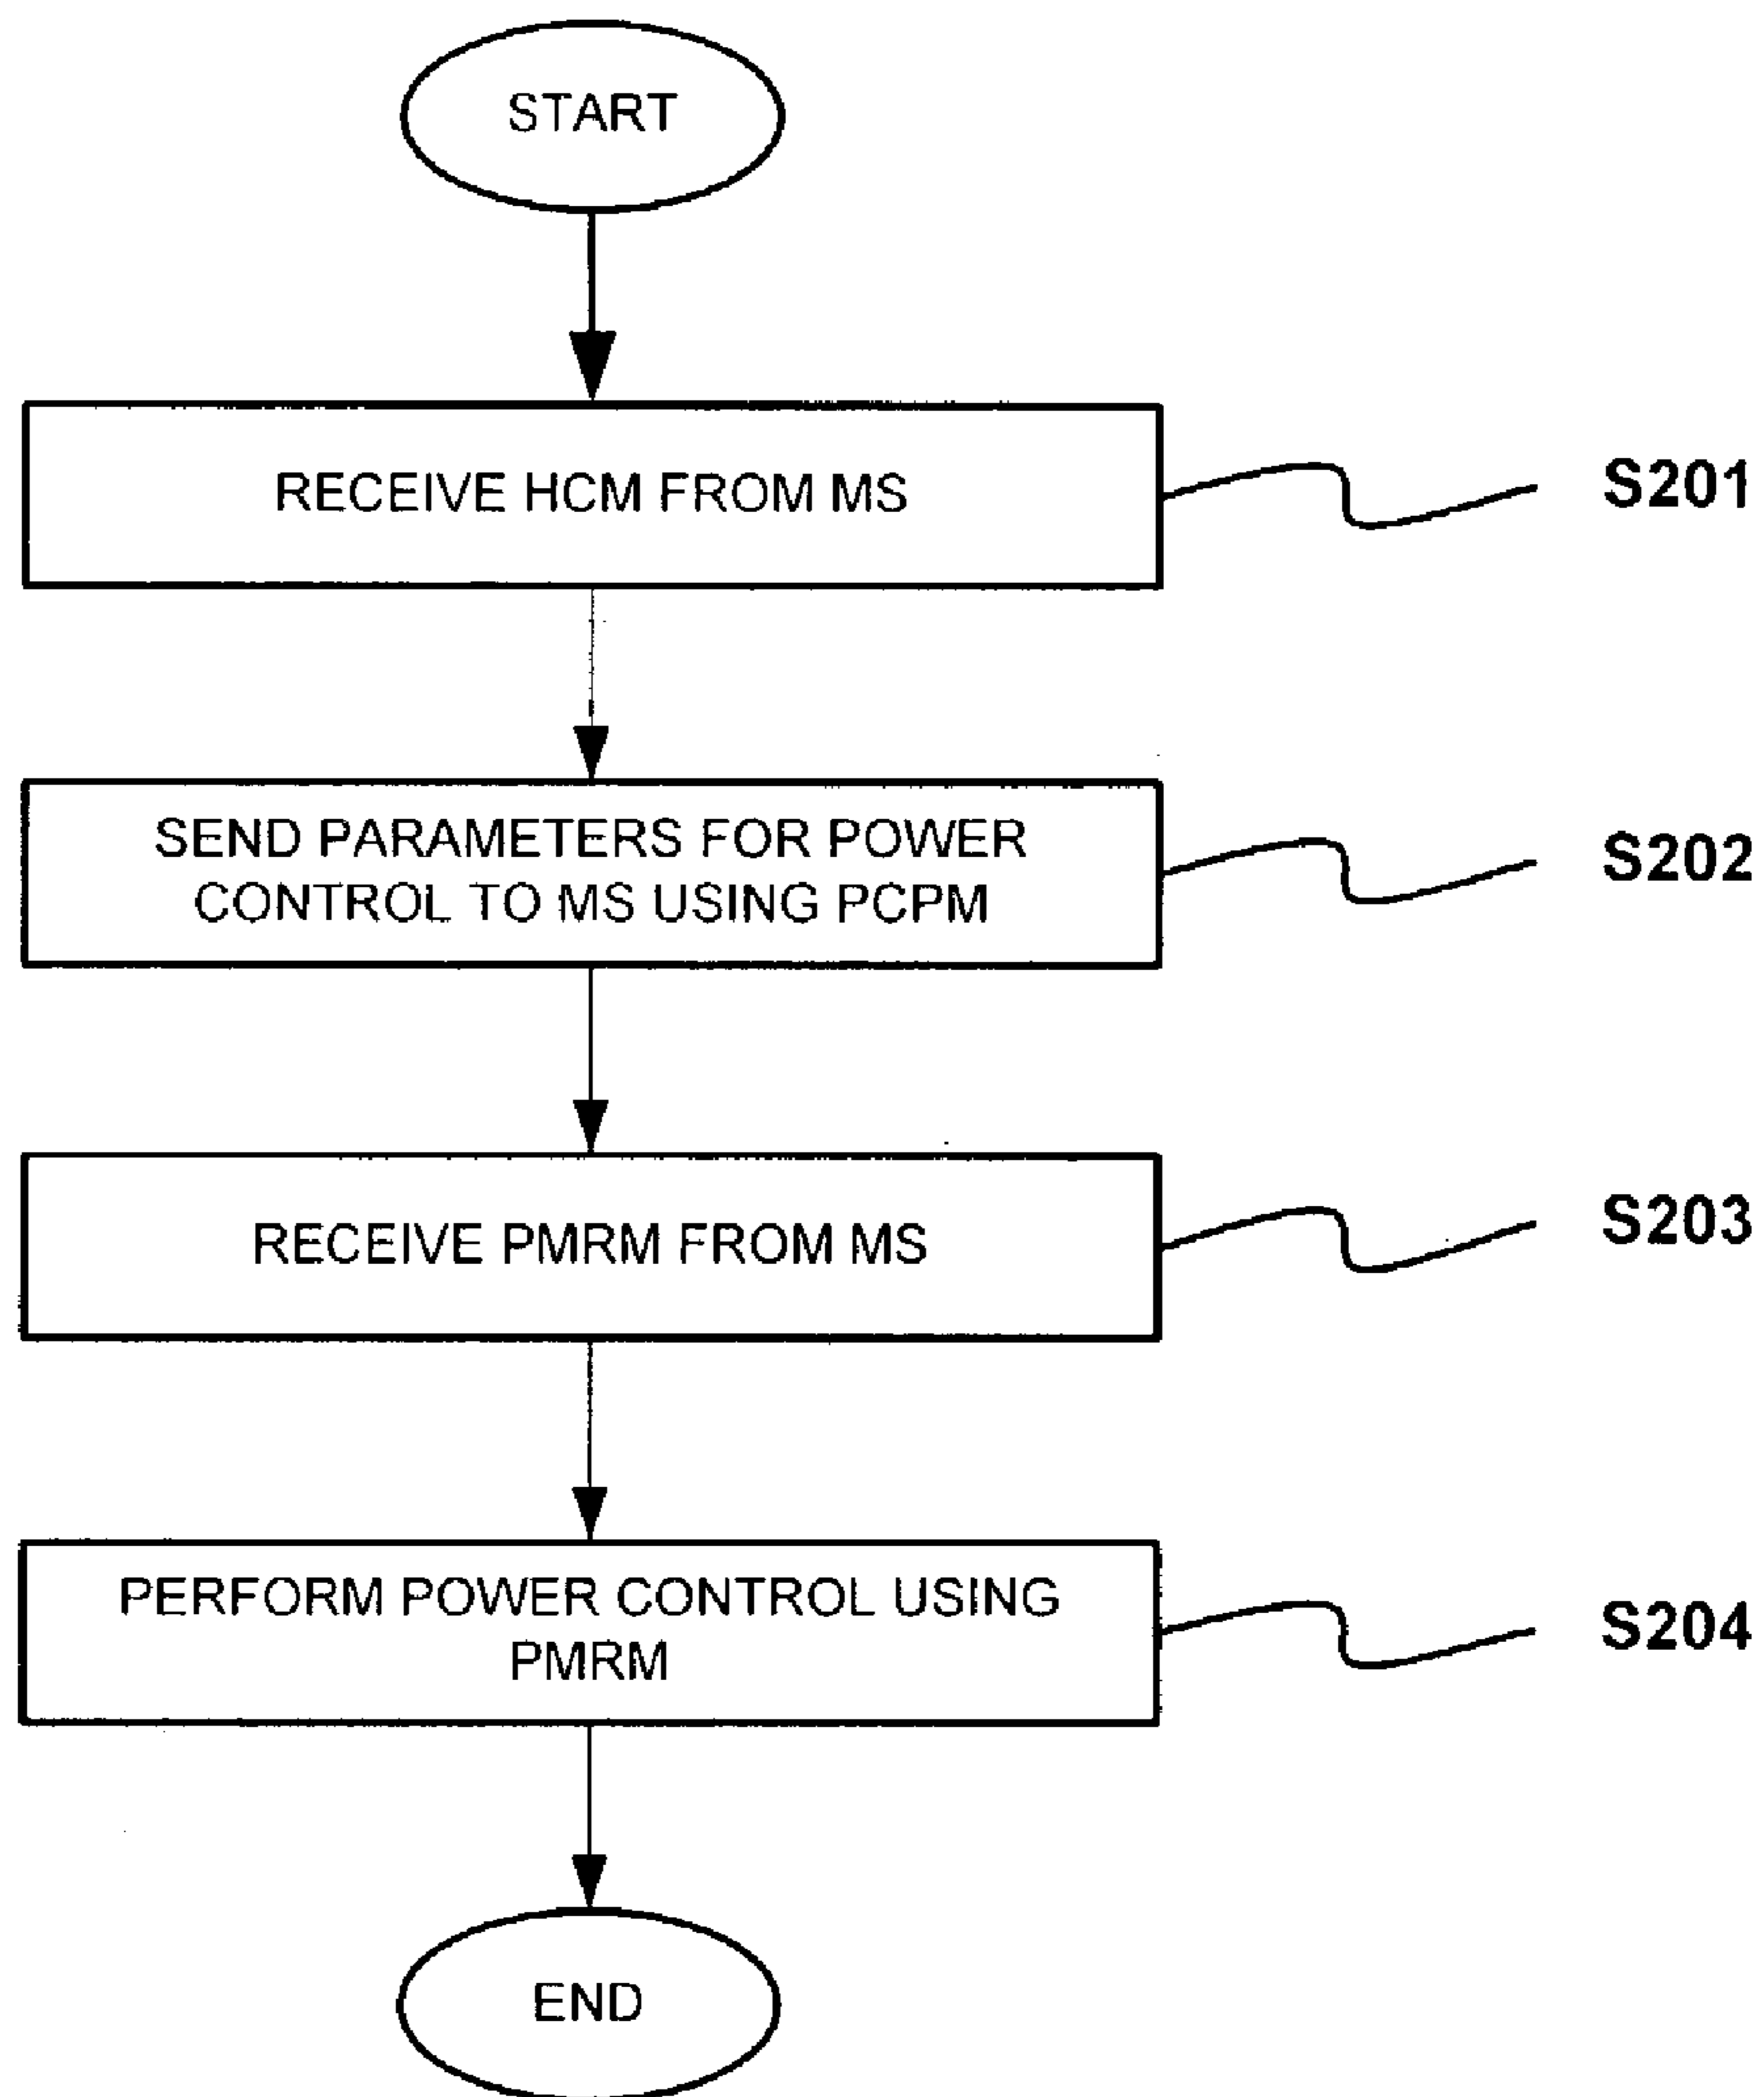 START
RECEIVE HCM FROM MS
S201
SEND PARAMETERS FOR POWER
CONTROL TO MS USING PCPM
S202
RECEIVE PMRM FROM MS
S203
PERFORM POWER CONTROL USING
PMRM
S204
END